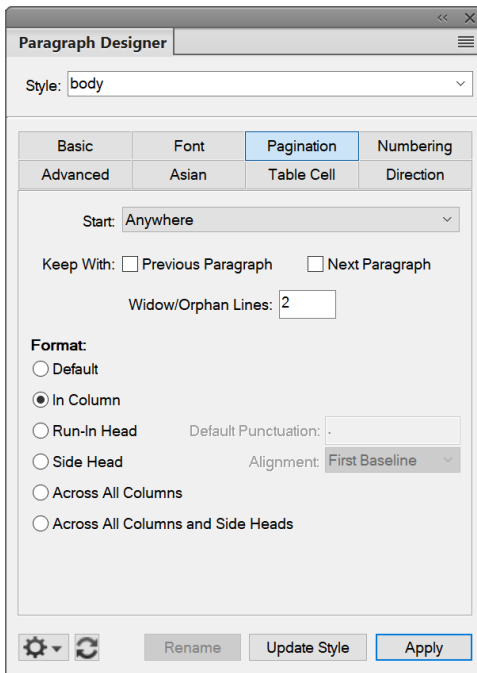 Paragraph Designer
Style: body
Basic Font Pagination Numbering
Advanced Asian Table Cell Direction
Start: Anywhere
Keep With: Previous Paragraph Next Paragraph
Widow/Orphan Lines: 2
Format:
Default
In Column
Run-In Head Default Punctuation: .
Side Head Alignment: First Baseline
Across All Columns
Across All Columns and Side Heads
Rename Update Style Apply